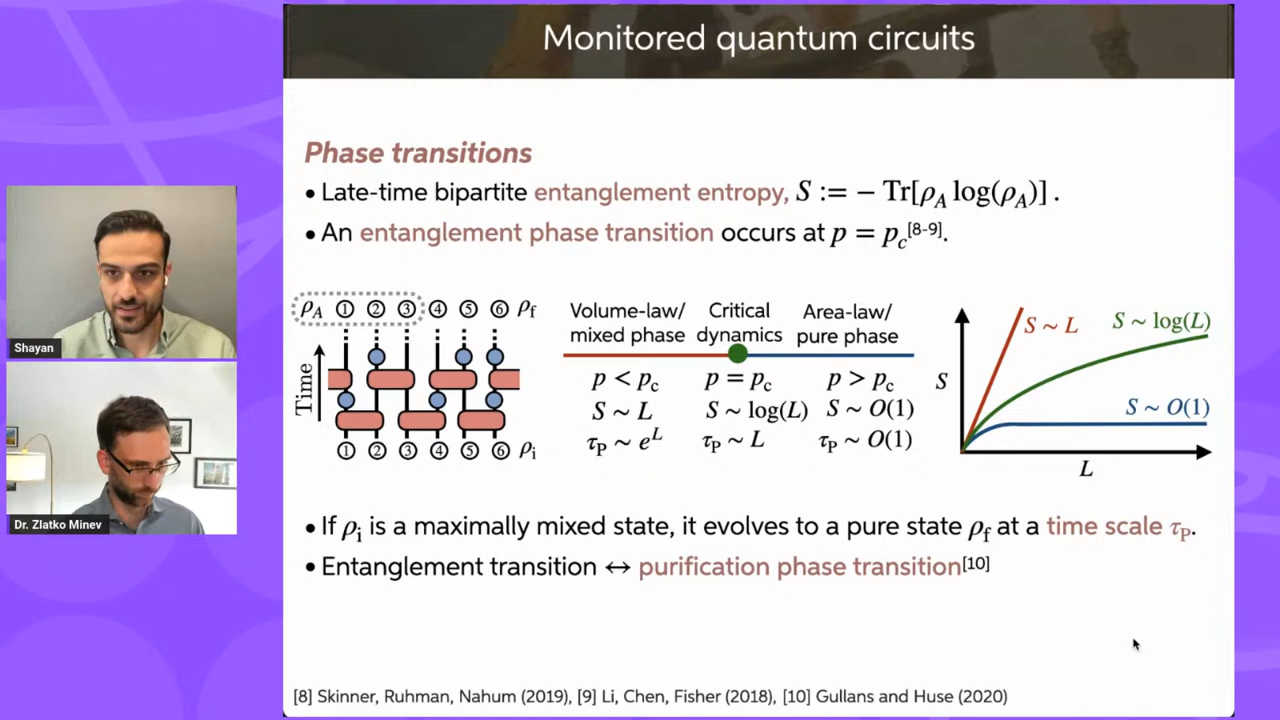 Monitored quantum circuits
Phase transitions
• Late-time bipartite entanglement entropy, S := − Tr[ρ_A log(ρ_A)] .
• An entanglement phase transition occurs at p = p_c[8-9].
ρ_A ① ② ③ ④ ⑤ ⑥ ρ_f
Time
① ② ③ ④ ⑤ ⑥ ρ_i
Volume-law/ Critical Area-law/
mixed phase dynamics pure phase
p < p_c p = p_c p > p_c
S ~ L S ~ log(L) S ~ O(1)
τ_P ~ e^L τ_P ~ L τ_P ~ O(1)
S ~ L S ~ log(L)
S
S ~ O(1)
L
• If ρ_i is a maximally mixed state, it evolves to a pure state ρ_f at a time scale τ_P.
• Entanglement transition ↔ purification phase transition[10]
[8] Skinner, Ruhman, Nahum (2019), [9] Li, Chen, Fisher (2018), [10] Gullans and Huse (2020)
Shayan
Dr. Zlatko Minev